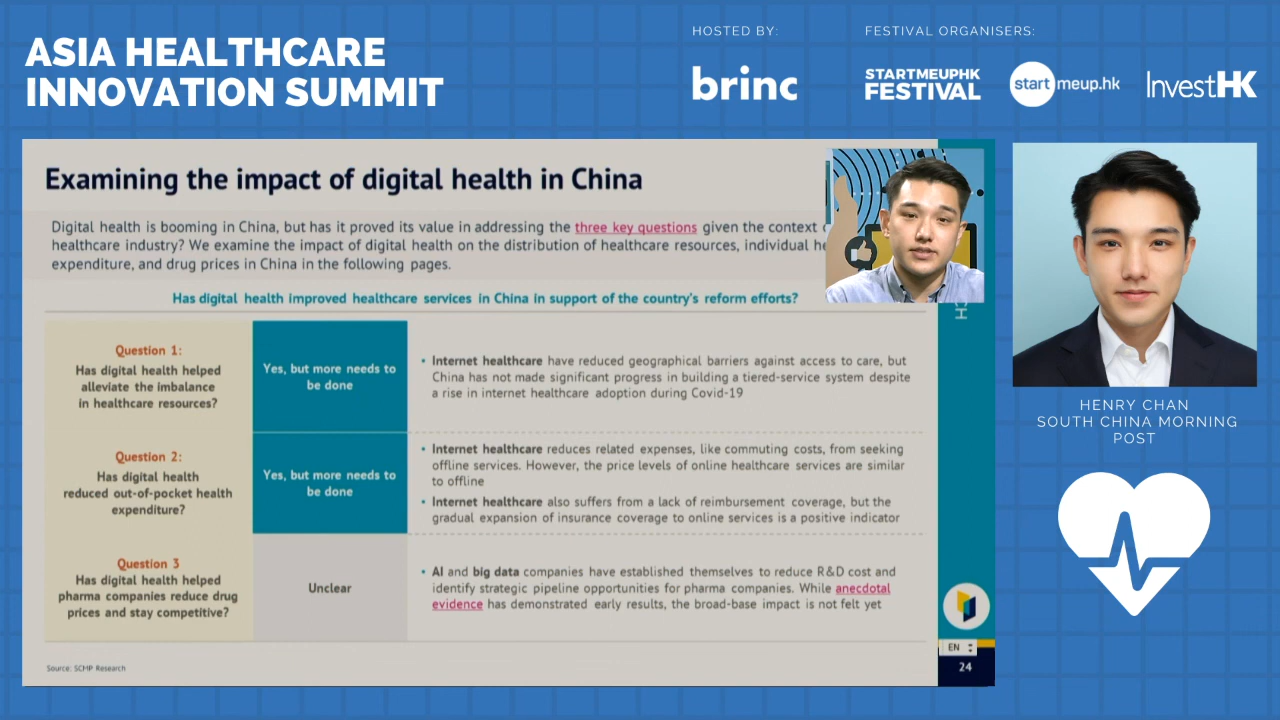 ASIA HEALTHCARE
INNOVATION SUMMIT
HOSTED BY:
brinc
FESTIVAL ORGANISERS:
STARTMEUPHK
FESTIVAL
startmeup.hk
InvestHK
Examining the impact of digital health in China
Digital health is booming in China, but has it proved its value in addressing the three key questions given the context
healthcare industry? We examine the impact of digital health on the distribution of healthcare resources, individual
expenditure, and drug prices in China in the following pages.
Has digital health improved healthcare services in China in support of the country's reform efforts?
Question 1:
Has digital health helped
alleviate the imbalance
in healthcare resources?
Yes, but more needs to
be done
• Internet healthcare have reduced geographical barriers against access to care, but
China has not made significant progress in building a tiered-service system despite
a rise in internet healthcare adoption during Covid-19
Question 2:
Has digital health
reduced out-of-pocket health
expenditure?
Yes, but more needs to
be done
• Internet healthcare reduces related expenses, like commuting costs, from seeking
offline services. However, the price levels of online healthcare services are similar
to offline
• Internet healthcare also suffers from a lack of reimbursement coverage, but the
gradual expansion of insurance coverage to online services is a positive indicator
Question 3
Has digital health helped
pharma companies reduce drug
prices and stay competitive?
Unclear
• AI and big data companies have established themselves to reduce R&D cost and
identify strategic pipeline opportunities for pharma companies. While anecdotal
evidence has demonstrated early results, the broad-base impact is not felt yet
Source: SCMP Research
EN
24
HENRY CHAN
SOUTH CHINA MORNING
POST